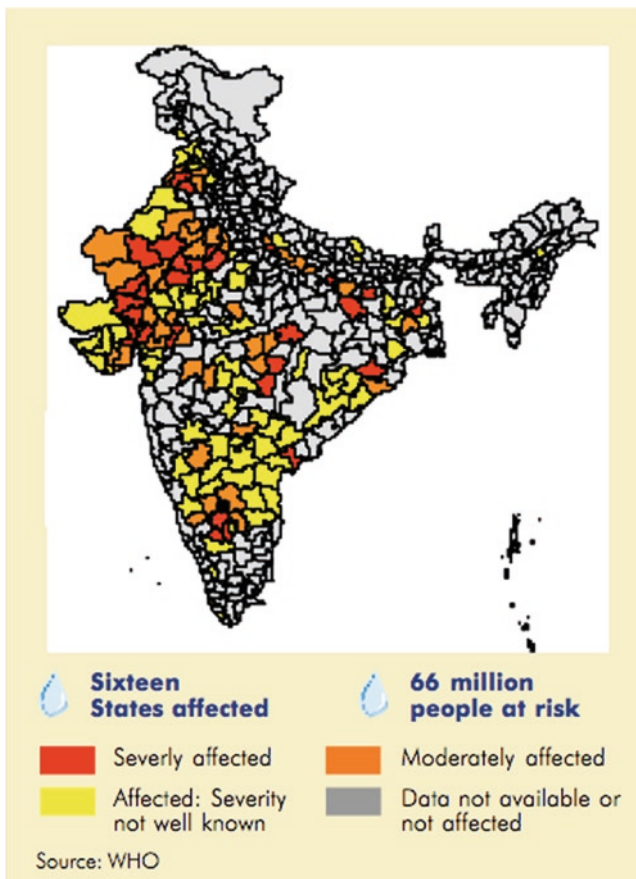 Sixteen
States affected
66 million
people at risk
Severly affected
Moderately affected
Affected: Severity
not well known
Data not available or
not affected
Source: WHO